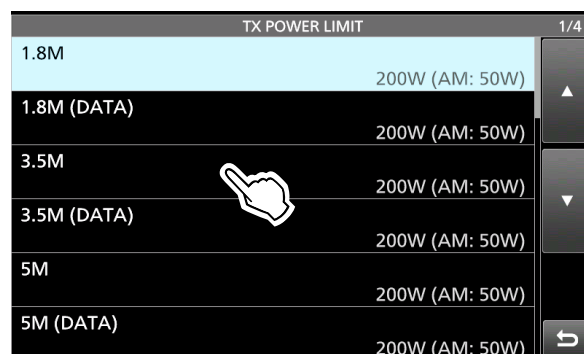 TX POWER LIMIT 1/4
1.8M
200W (AM: 50W)
1.8M (DATA)
200W (AM: 50W)
3.5M
200W (AM: 50W)
3.5M (DATA)
200W (AM: 50W)
5M
200W (AM: 50W)
5M (DATA)
200W (AM: 50W)